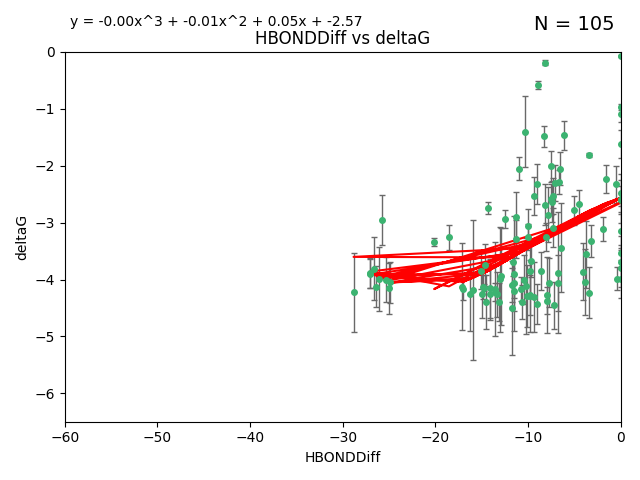 y = -0.00x^3 + -0.01x^2 + 0.05x + -2.57
N = 105
HBONDDiff vs deltaG
0
−1
−2
−3
−4
−5
−6
deltaG
−60 −50 −40 −30 −20 −10 0
HBONDDiff